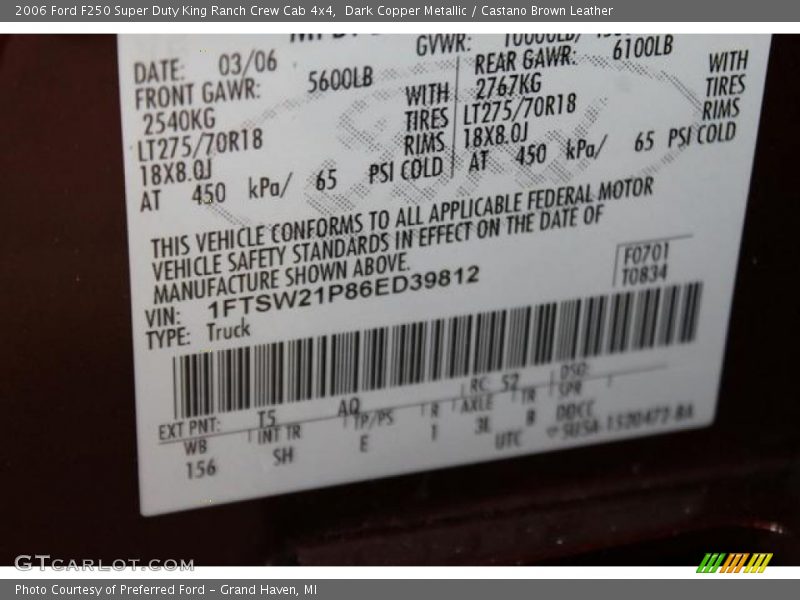 2006 Ford F250 Super Duty King Ranch Crew Cab 4x4, Dark Copper Metallic / Castano Brown Leather
DATE: 03/06 GVWR:
FRONT GAWR: 5600LB REAR GAWR: 6100LB
2540KG WITH 2767KG WITH
LT275/70R18 TIRES LT275/70R18 TIRES
18X8.0J RIMS 18X8.0J RIMS
AT 450 kPa/ 65 PSI COLD AT 450 kPa/ 65 PSI COLD
THIS VEHICLE CONFORMS TO ALL APPLICABLE FEDERAL MOTOR
VEHICLE SAFETY STANDARDS IN EFFECT ON THE DATE OF
MANUFACTURE SHOWN ABOVE.
F0701
VIN: 1FTSW21P86ED39812 T0834
TYPE: Truck
EXT PNT: T5 AQ RC: 52 DSO:
WB INT TR TP/PS R AXLE TR SPR
156 SH E 1 3L B
UTC
GTCARLOT.COM
Photo Courtesy of Preferred Ford – Grand Haven, MI